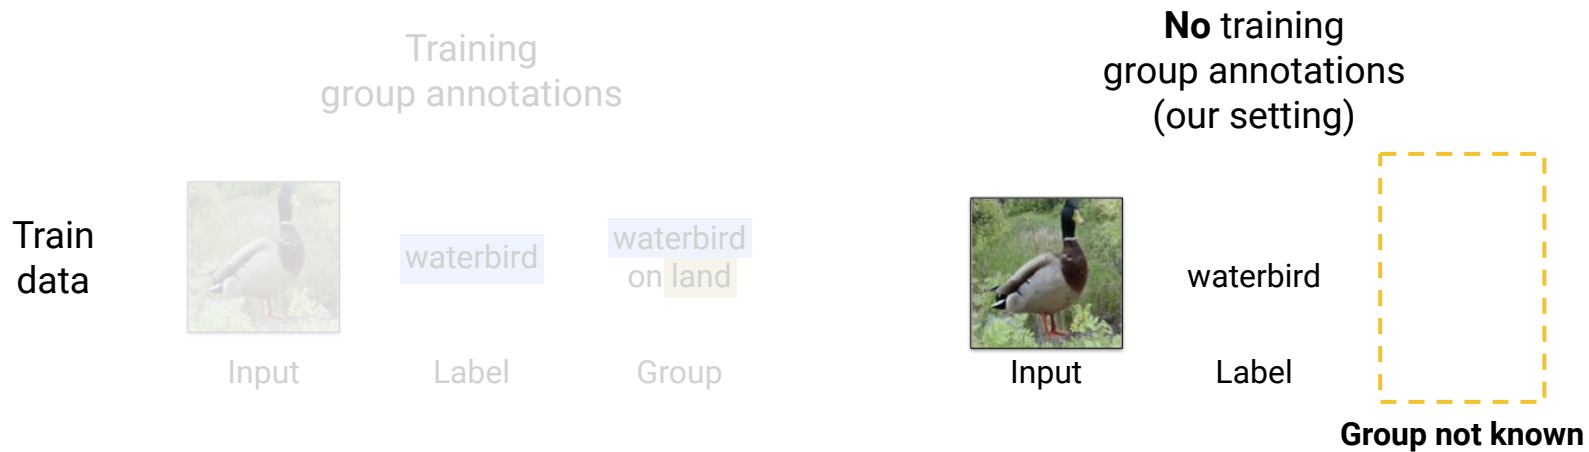 Training
group annotations
No training
group annotations
(our setting)
Train
data
waterbird
waterbird
on land
waterbird
Input
Label
Group
Input
Label
Group not known